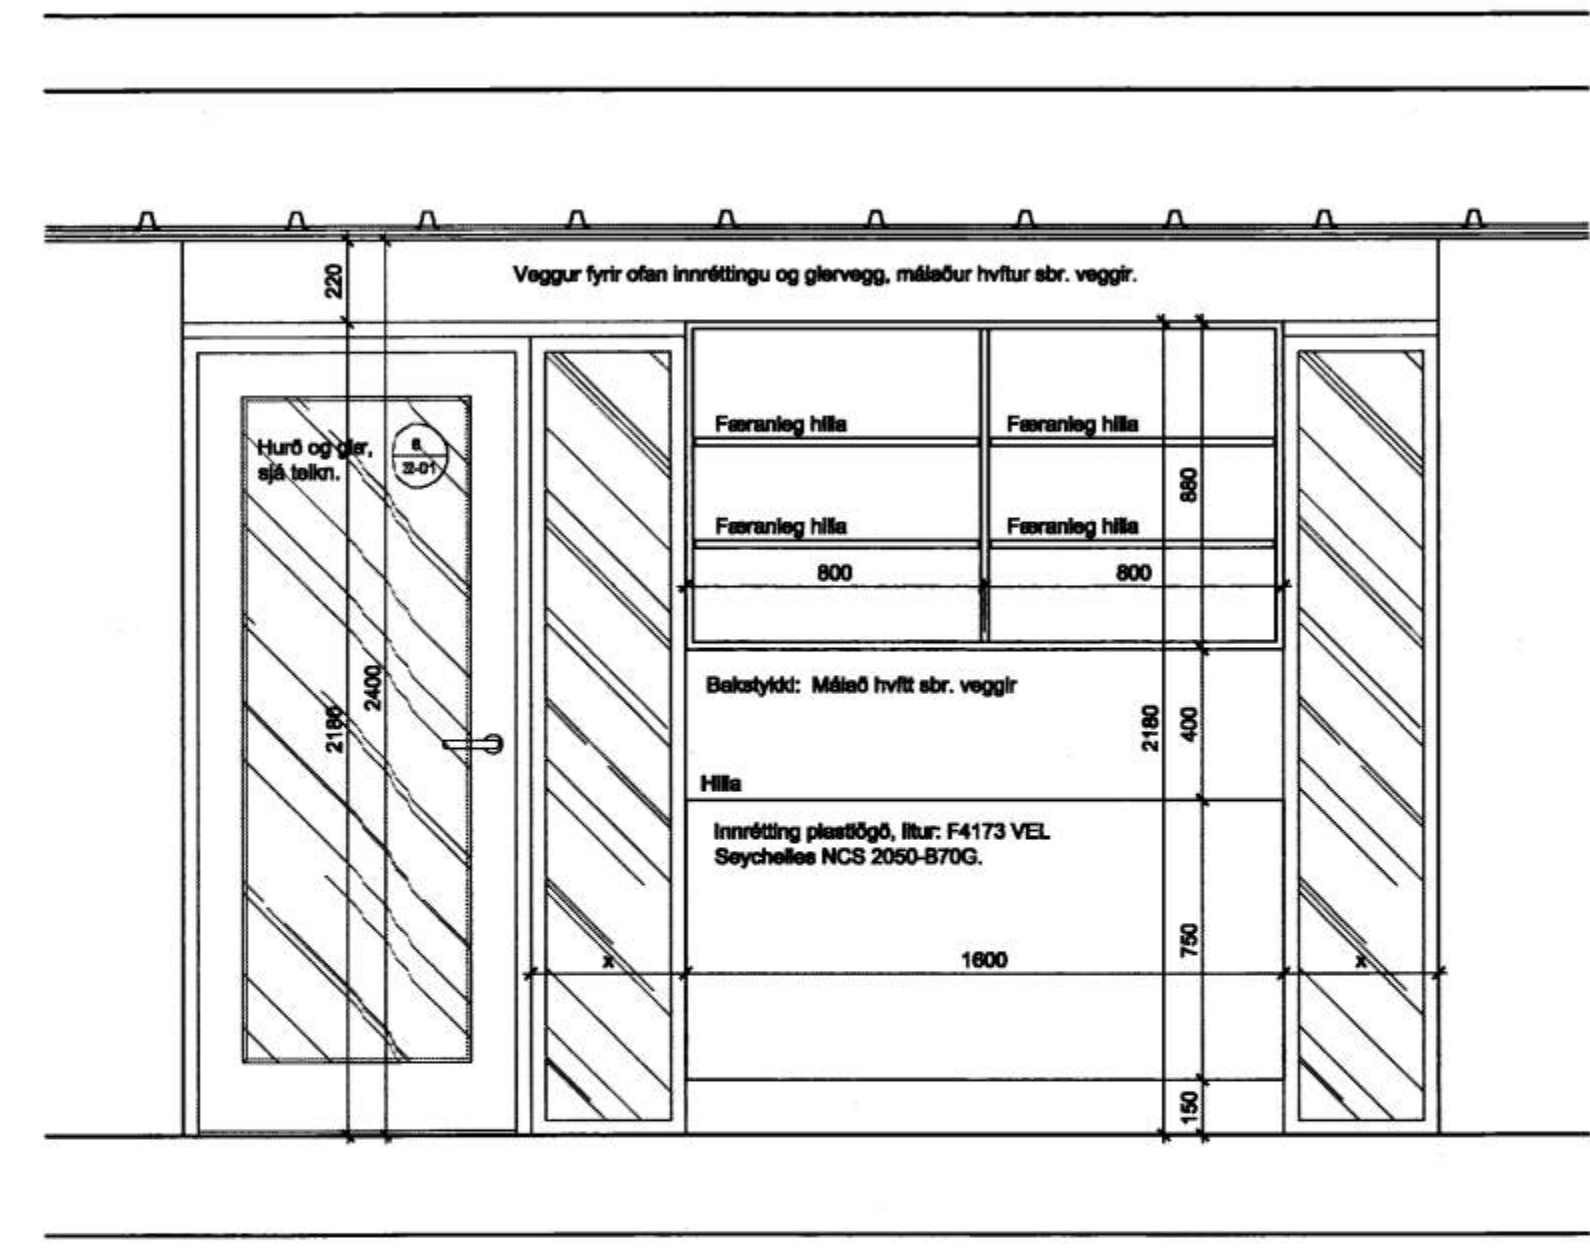 Veggur fyrir ofan innréttingu og glervegg, málaður hvítur sbr. veggir.
220
Hurð og gler,
sjá teikn.
8
22-01
Færanleg hilla
Færanleg hilla
Færanleg hilla
Færanleg hilla
880
800
800
2180
2400
Bakstykki: Málað hvítt sbr. veggir
2180
400
Hilla
Innrétting plastlögð, litur: F4173 VEL
Seychelles NCS 2050-B70G.
750
x
1600
x
150